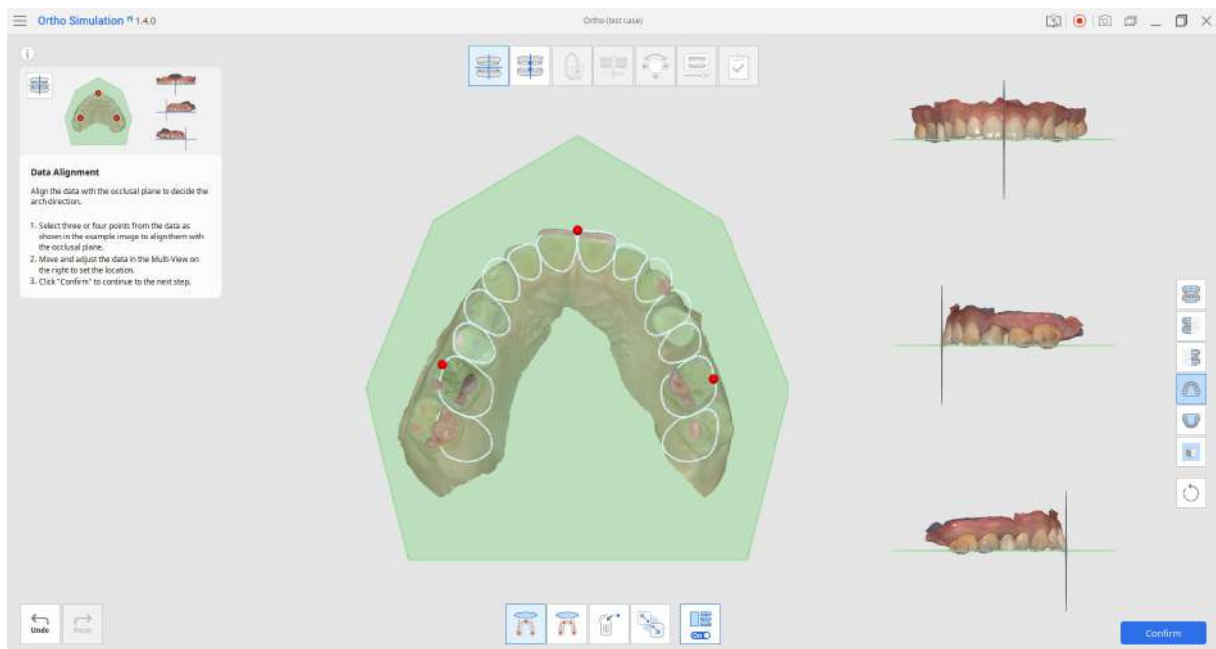 Ortho Simulation 1.4.0
Ortho (test case)
Data Alignment
Align the data with the occlusal plane to decide the
arch direction.
1. Select three or four points from the data as
shown in the example image to align them with
the occlusal plane.
2. Move and adjust the data in the Multi-View on
the right to set the location.
3. Click "Confirm" to continue to the next step.
Undo
Redo
On
Confirm